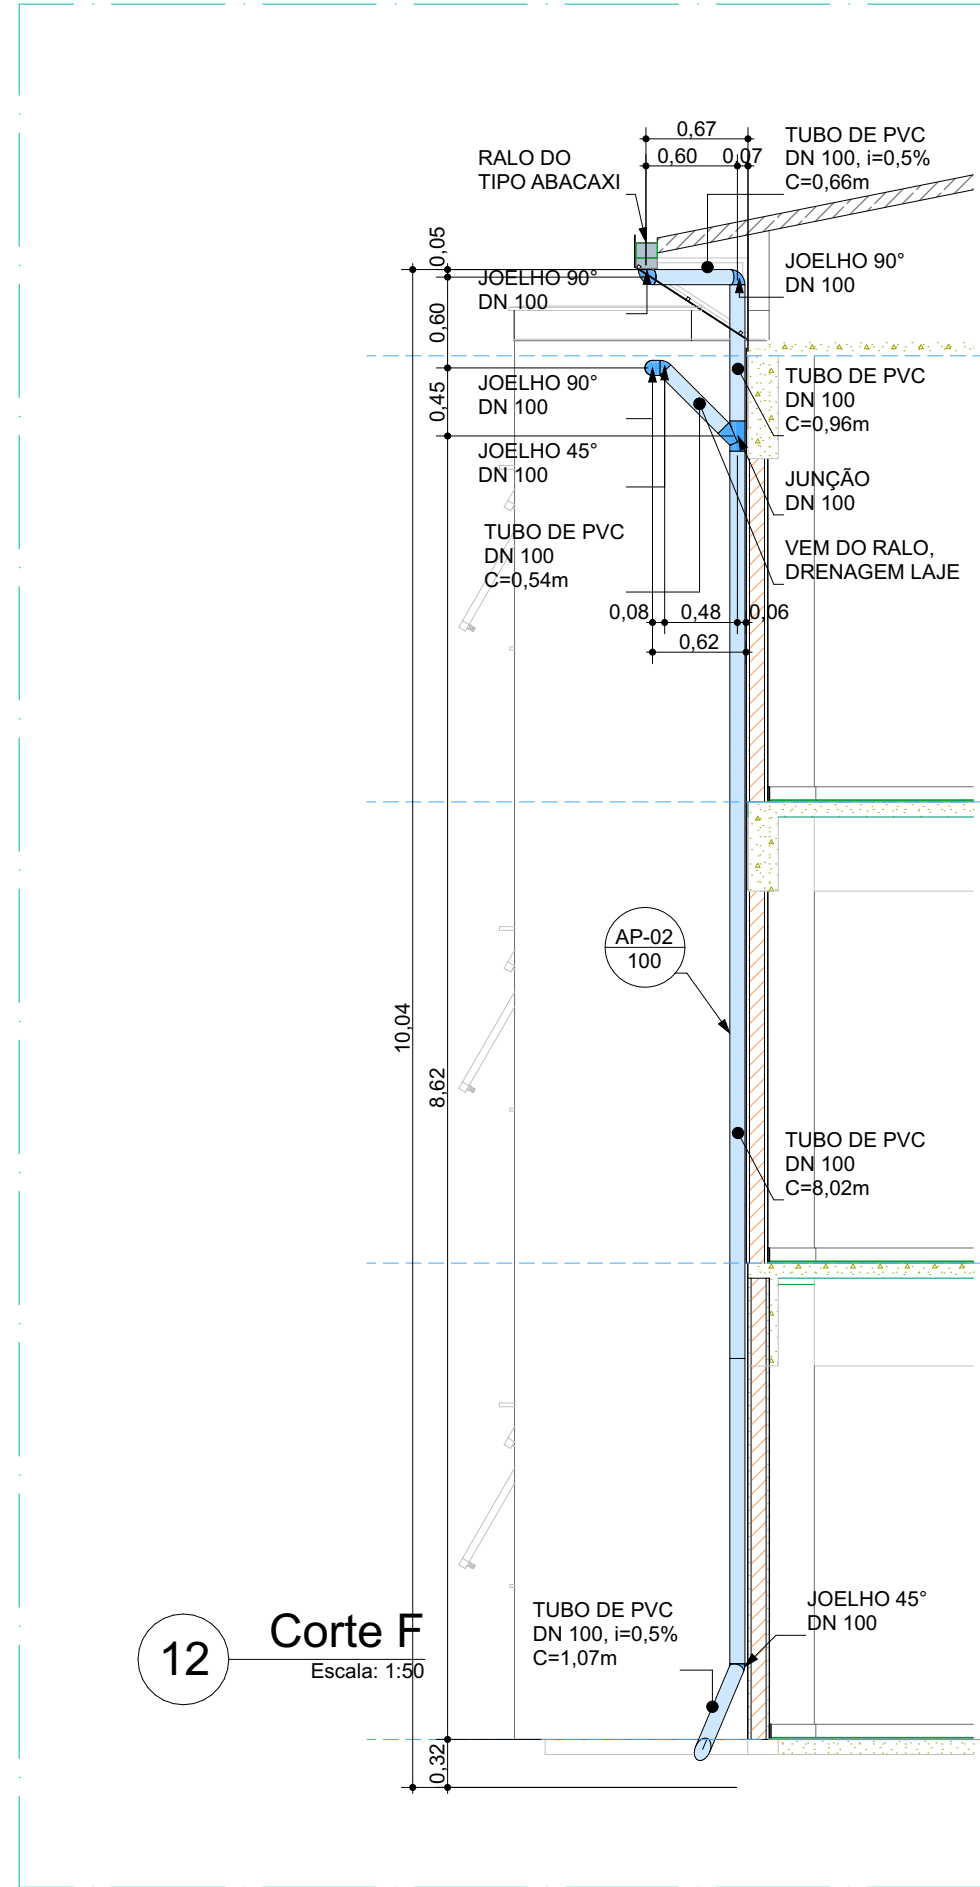 0,67
0,60
0,07
TUBO DE PVC
DN 100, i=0,5%
C=0,66m
RALO DO
TIPO ABACAXI
0,05
JOELHO 90°
DN 100
JOELHO 90°
DN 100
0,60
JOELHO 90°
DN 100
0,45
TUBO DE PVC
DN 100
C=0,96m
JOELHO 45°
DN 100
JUNÇÃO
DN 100
TUBO DE PVC
DN 100
C=0,54m
VEM DO RALO,
DRENAGEM LAJE
0,08
0,48
0,06
0,62
AP-02
100
10,04
8,62
TUBO DE PVC
DN 100
C=8,02m
JOELHO 45°
DN 100
TUBO DE PVC
DN 100, i=0,5%
C=1,07m
12
Corte F
Escala: 1:50
0,32